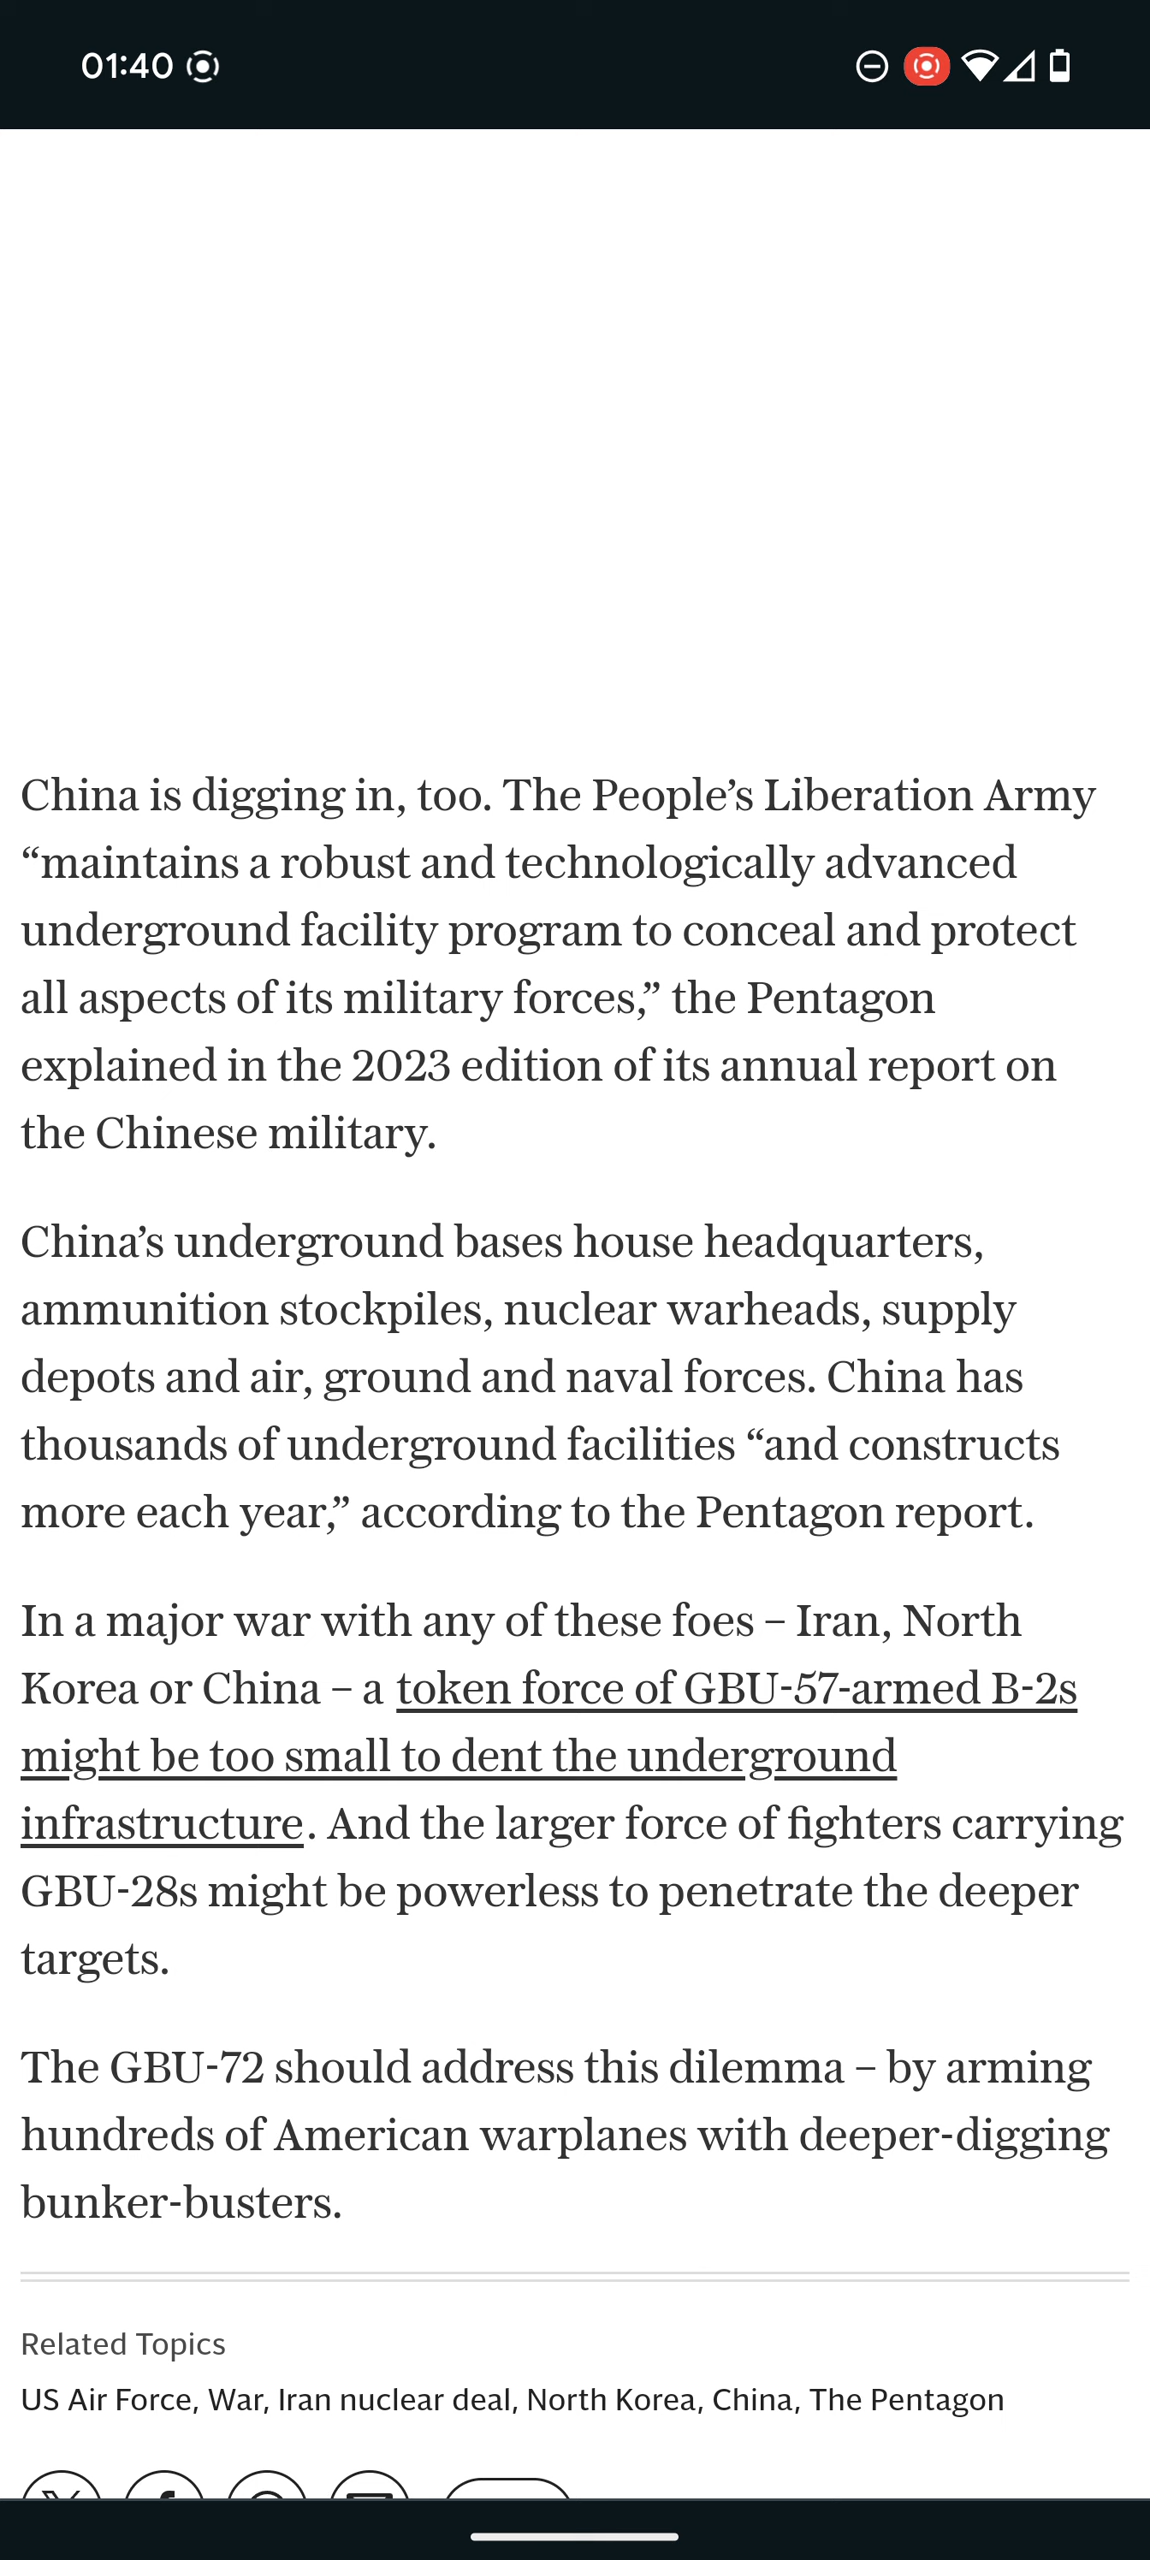 01:40
China is digging in, too. The People’s Liberation Army
“maintains a robust and technologically advanced
underground facility program to conceal and protect
all aspects of its military forces,” the Pentagon
explained in the 2023 edition of its annual report on
the Chinese military.
China’s underground bases house headquarters,
ammunition stockpiles, nuclear warheads, supply
depots and air, ground and naval forces. China has
thousands of underground facilities “and constructs
more each year,” according to the Pentagon report.
In a major war with any of these foes – Iran, North
Korea or China – a token force of GBU-57-armed B-2s
might be too small to dent the underground
infrastructure. And the larger force of fighters carrying
GBU-28s might be powerless to penetrate the deeper
targets.
The GBU-72 should address this dilemma – by arming
hundreds of American warplanes with deeper-digging
bunker-busters.
Related Topics
US Air Force, War, Iran nuclear deal, North Korea, China, The Pentagon